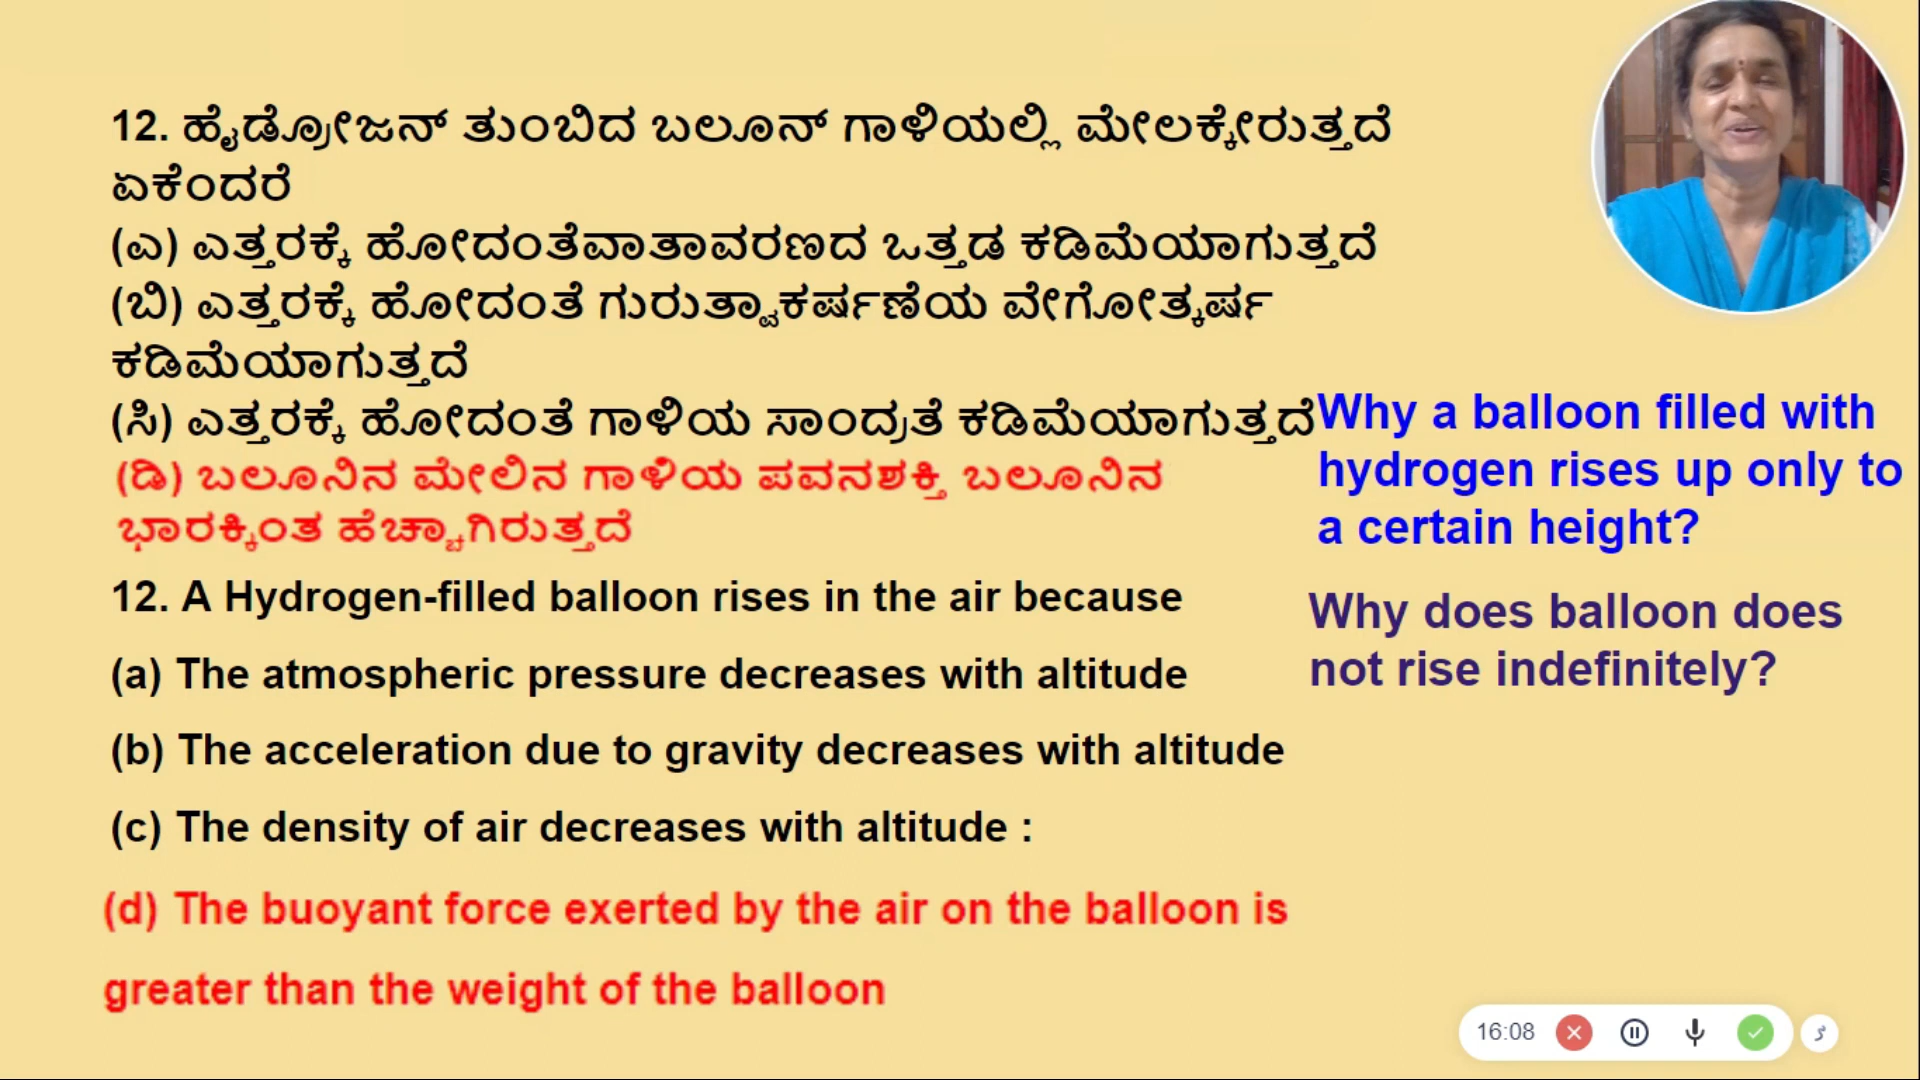 12. ಹೈಡ್ರೋಜನ್ ತುಂಬಿದ ಬಲೂನ್ ಗಾಳಿಯಲ್ಲಿ ಮೇಲಕ್ಕೇರುತ್ತದೆ
ಏಕೆಂದರೆ
(ಎ) ಎತ್ತರಕ್ಕೆ ಹೋದಂತೆವಾತಾವರಣದ ಒತ್ತಡ ಕಡಿಮೆಯಾಗುತ್ತದೆ
(ಬಿ) ಎತ್ತರಕ್ಕೆ ಹೋದಂತೆ ಗುರುತ್ವಾಕರ್ಷಣೆಯ ವೇಗೋತ್ಕರ್ಷ
ಕಡಿಮೆಯಾಗುತ್ತದೆ
(ಸಿ) ಎತ್ತರಕ್ಕೆ ಹೋದಂತೆ ಗಾಳಿಯ ಸಾಂದ್ರತೆ ಕಡಿಮೆಯಾಗುತ್ತದೆ
(ಡಿ) ಬಲೂನಿನ ಮೇಲಿನ ಗಾಳಿಯ ಪವನಶಕ್ತಿ ಬಲೂನಿನ
ಭಾರಕ್ಕಿಂತ ಹೆಚ್ಚಾಗಿರುತ್ತದೆ
12. A Hydrogen-filled balloon rises in the air because
(a) The atmospheric pressure decreases with altitude
(b) The acceleration due to gravity decreases with altitude
(c) The density of air decreases with altitude :
(d) The buoyant force exerted by the air on the balloon is
greater than the weight of the balloon
Why a balloon filled with
hydrogen rises up only to
a certain height?
Why does balloon does
not rise indefinitely?
16:08